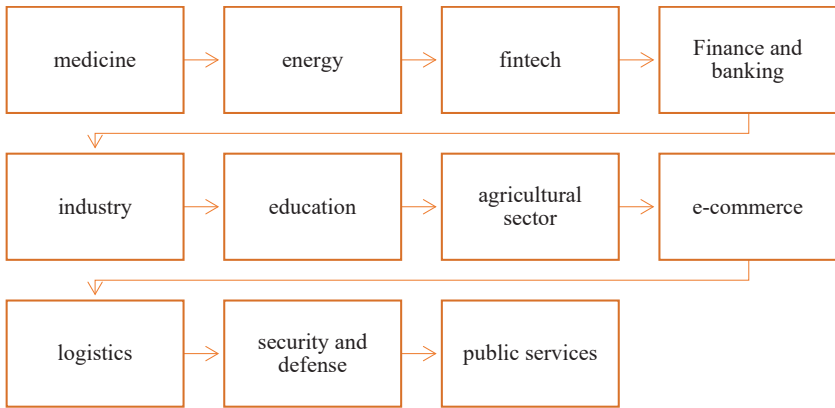 medicine
energy
fintech
Finance and
banking
industry
education
agricultural
sector
e-commerce
logistics
security and
defense
public services